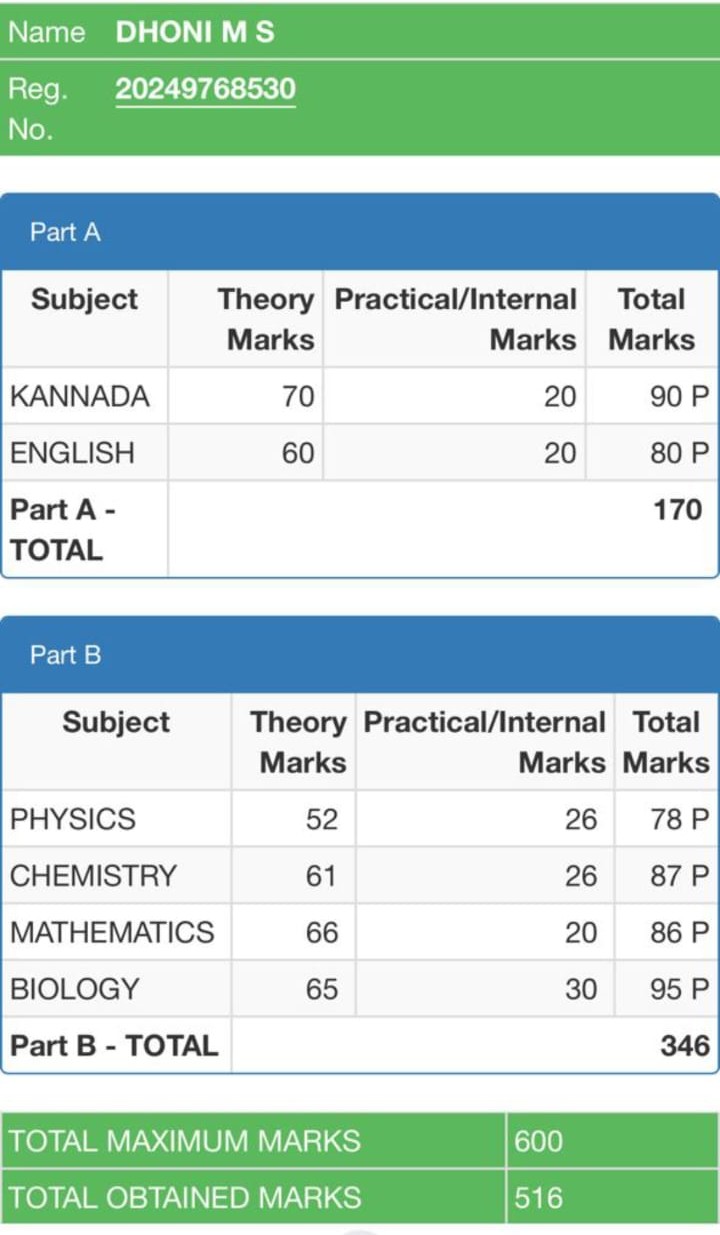 Name DHONI M S
Reg. No. 20249768530
Part A
Subject Theory Marks Practical/Internal Marks Total Marks
KANNADA 70 20 90 P
ENGLISH 60 20 80 P
Part A - TOTAL 170
Part B
Subject Theory Marks Practical/Internal Marks Total Marks
PHYSICS 52 26 78 P
CHEMISTRY 61 26 87 P
MATHEMATICS 66 20 86 P
BIOLOGY 65 30 95 P
Part B - TOTAL 346
TOTAL MAXIMUM MARKS 600
TOTAL OBTAINED MARKS 516